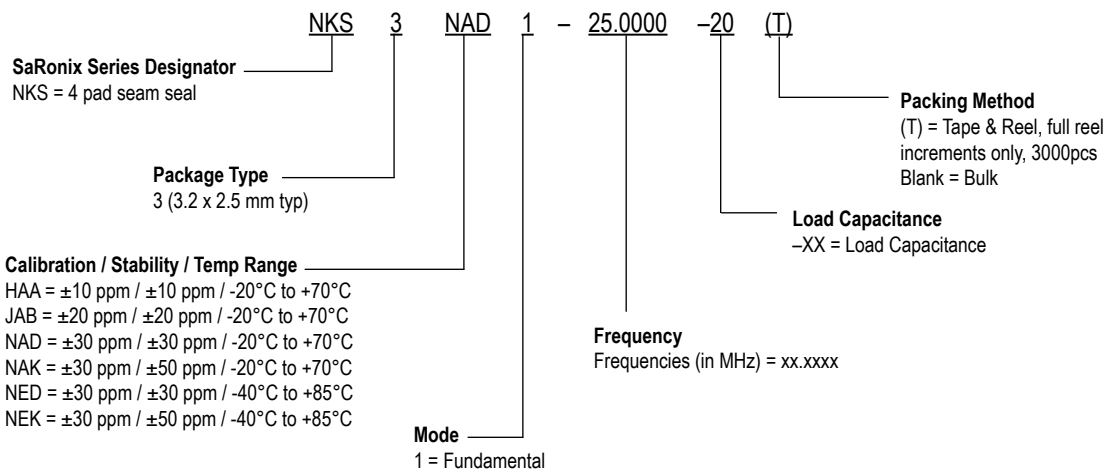 NKS 3 NAD 1 – 25.0000 –20 (T)
SaRonix Series Designator
NKS = 4 pad seam seal
Package Type
3 (3.2 x 2.5 mm typ)
Calibration / Stability / Temp Range
HAA = ±10 ppm / ±10 ppm / -20°C to +70°C
JAB = ±20 ppm / ±20 ppm / -20°C to +70°C
NAD = ±30 ppm / ±30 ppm / -20°C to +70°C
NAK = ±30 ppm / ±50 ppm / -20°C to +70°C
NED = ±30 ppm / ±30 ppm / -40°C to +85°C
NEK = ±30 ppm / ±50 ppm / -40°C to +85°C
Mode
1 = Fundamental
Frequency
Frequencies (in MHz) = xx.xxxx
Load Capacitance
–XX = Load Capacitance
Packing Method
(T) = Tape & Reel, full reel
increments only, 3000pcs
Blank = Bulk